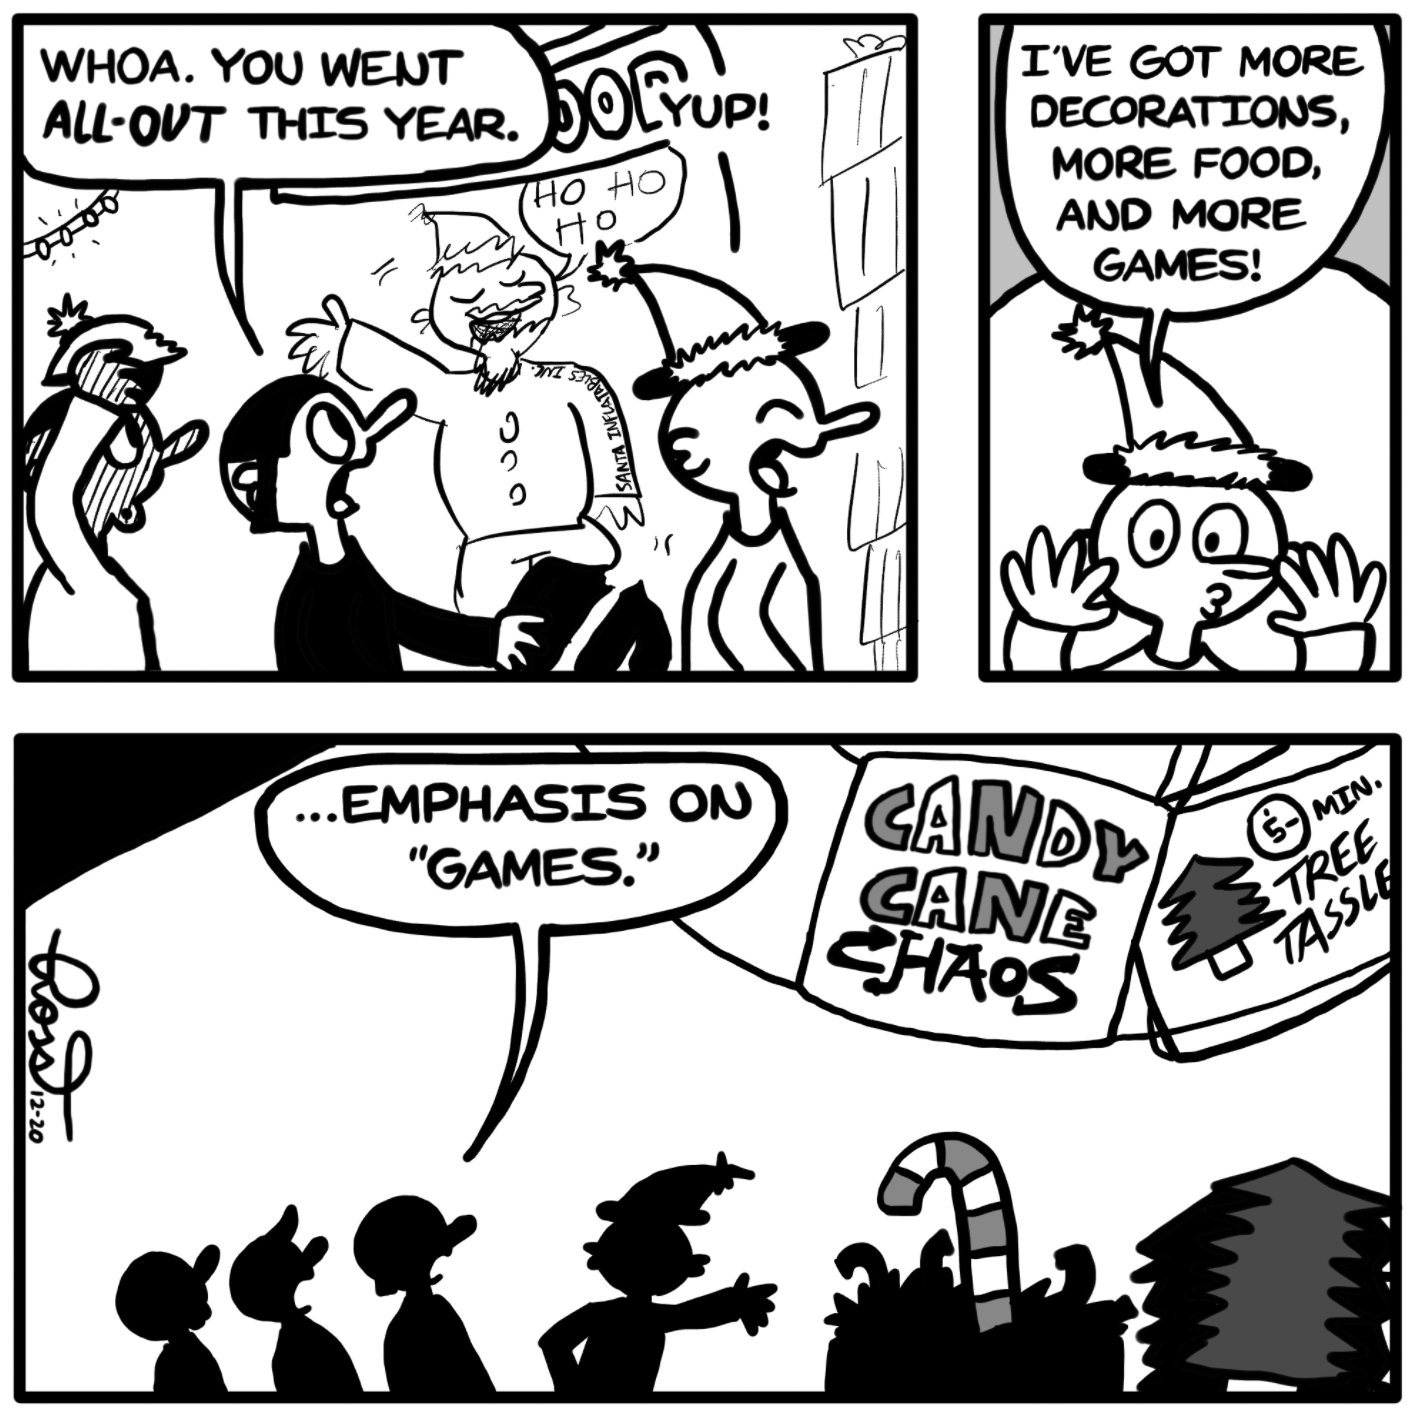 WHOA. YOU WENT
ALL-OUT THIS YEAR.
YUP!
HO HO
HO
SANTA INFLATABLES INC.
I'VE GOT MORE
DECORATIONS,
MORE FOOD,
AND MORE
GAMES!
...EMPHASIS ON
"GAMES."
CANDY
CANE
CHAOS
5-
MIN.
TREE
TASSLE
12-20